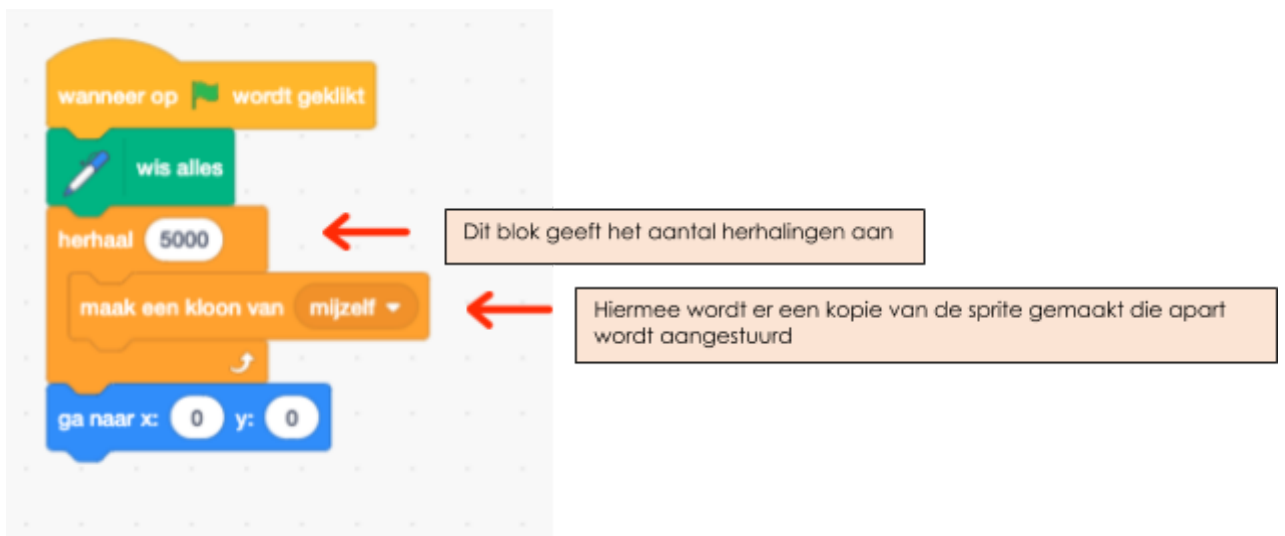 wanneer op wordt geklikt
wis alles
herhaal 5000
Dit blok geeft het aantal herhalingen aan
maak een kloon van mijzelf
Hiermee wordt er een kopie van de sprite gemaakt die apart
wordt aangestuurd
ga naar x: 0 y: 0